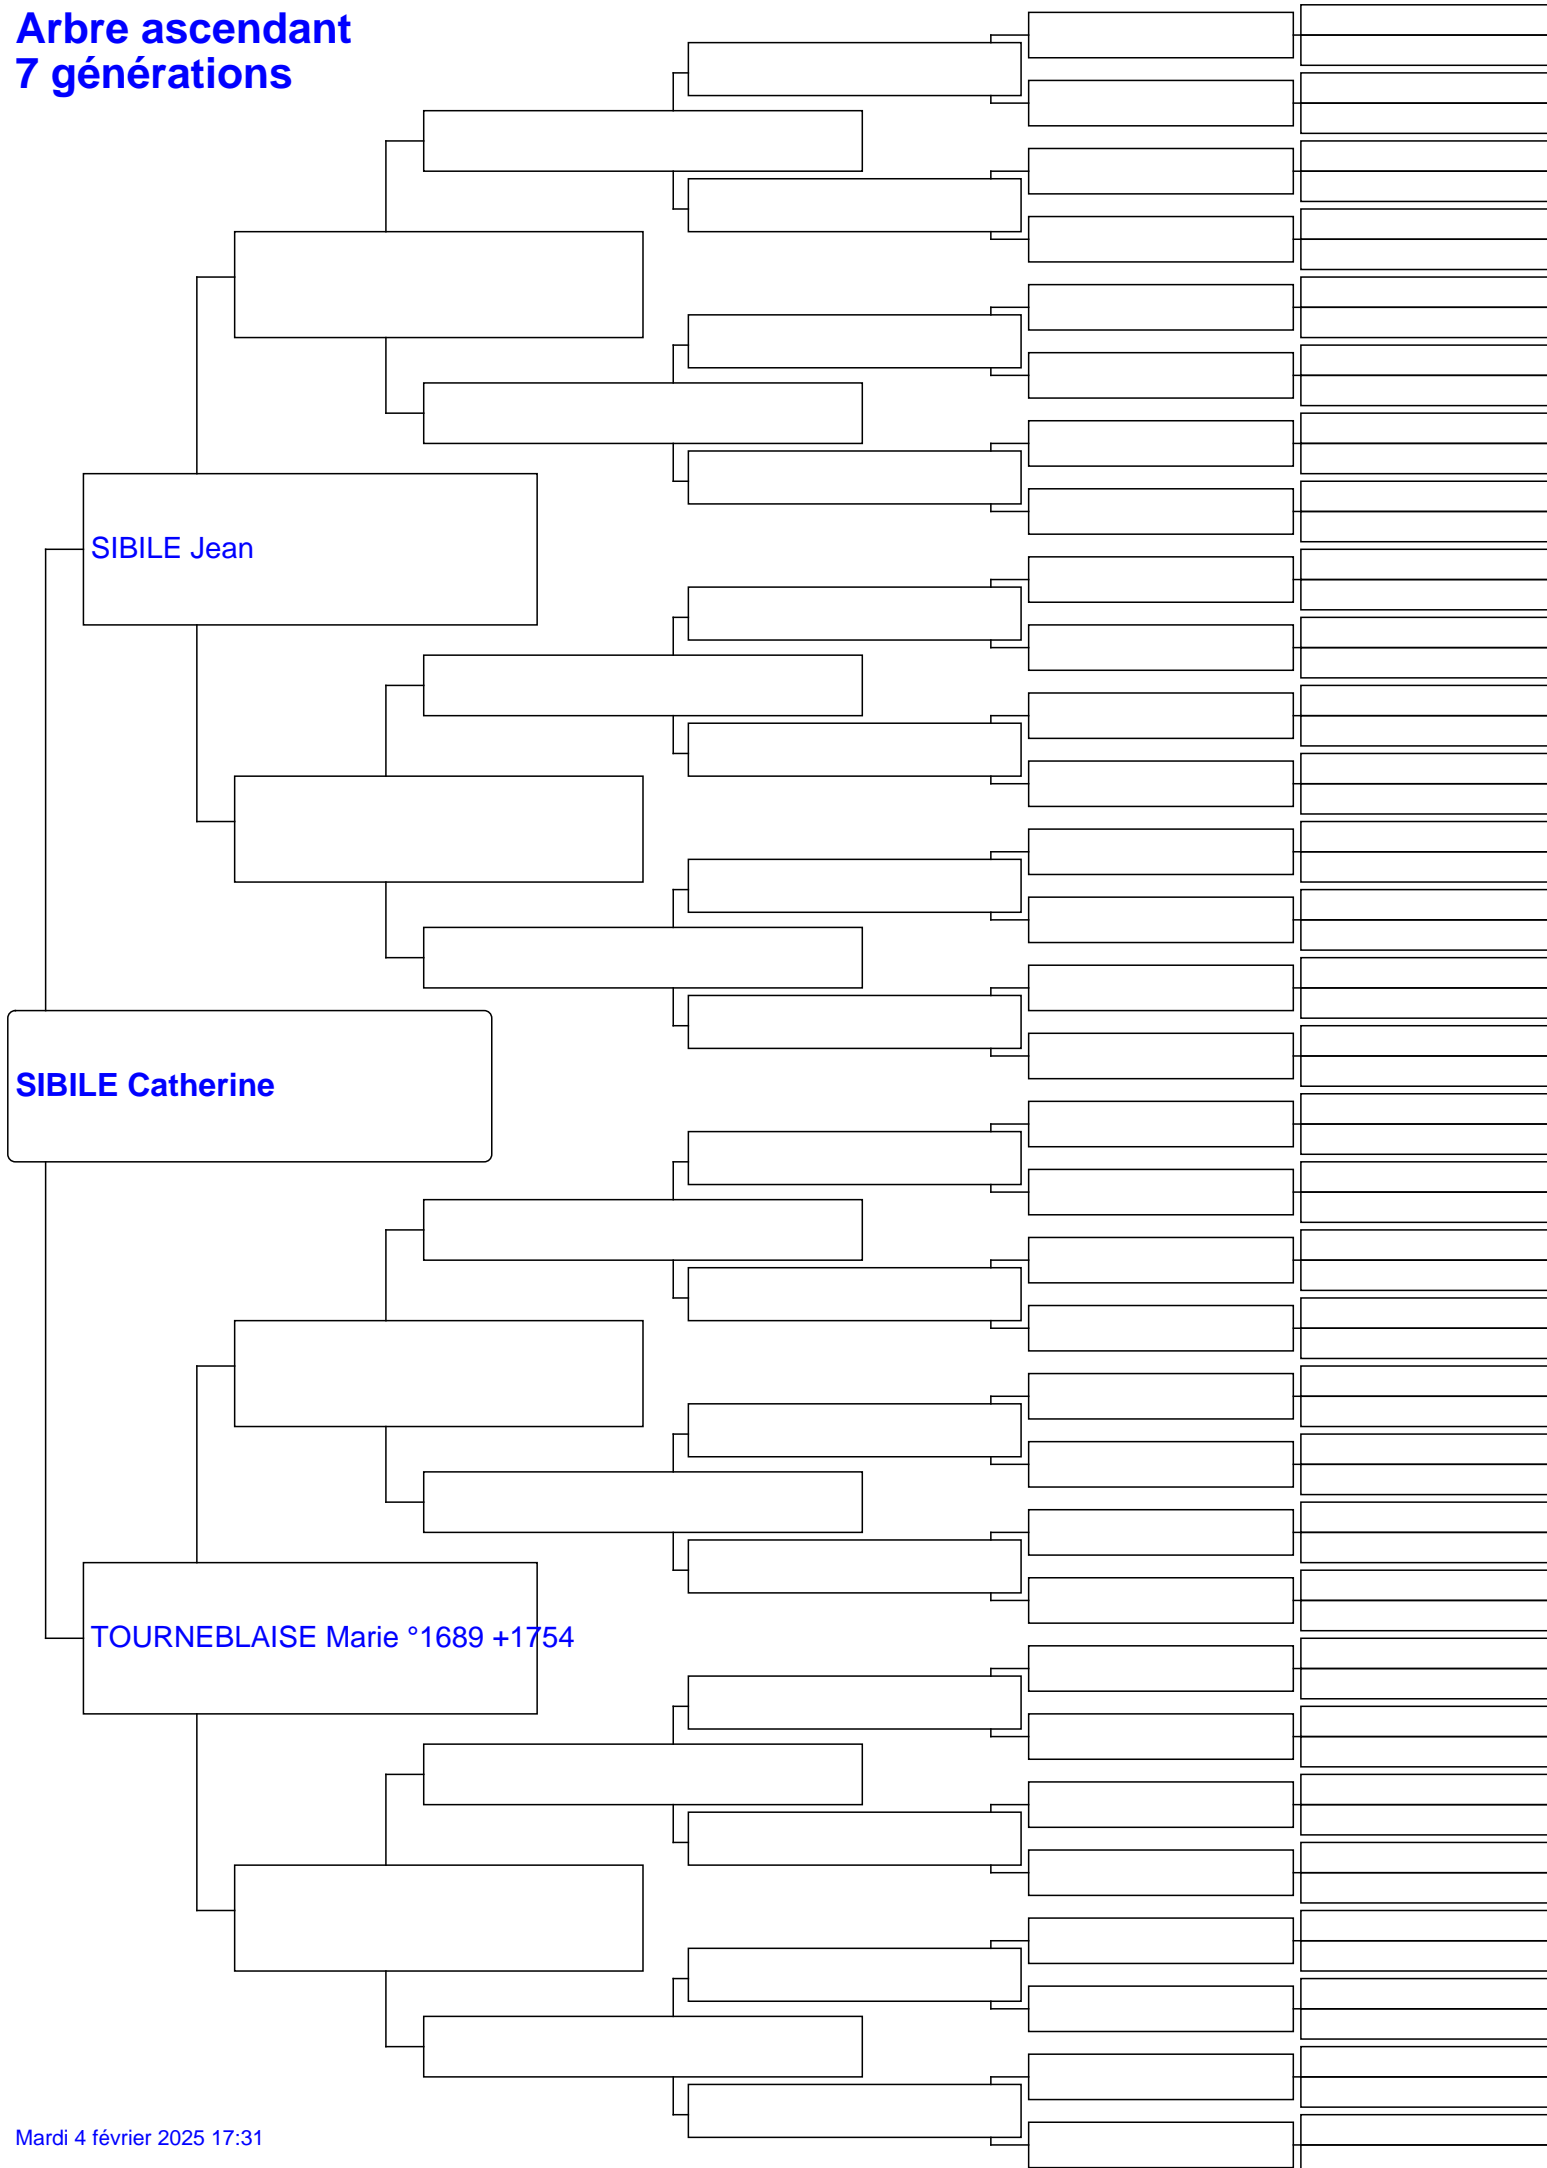 Arbre ascendant
7 générations
SIBILE Jean
SIBILE Catherine
TOURNEBLAISE Marie °1689 +1754
Mardi 4 février 2025 17:31